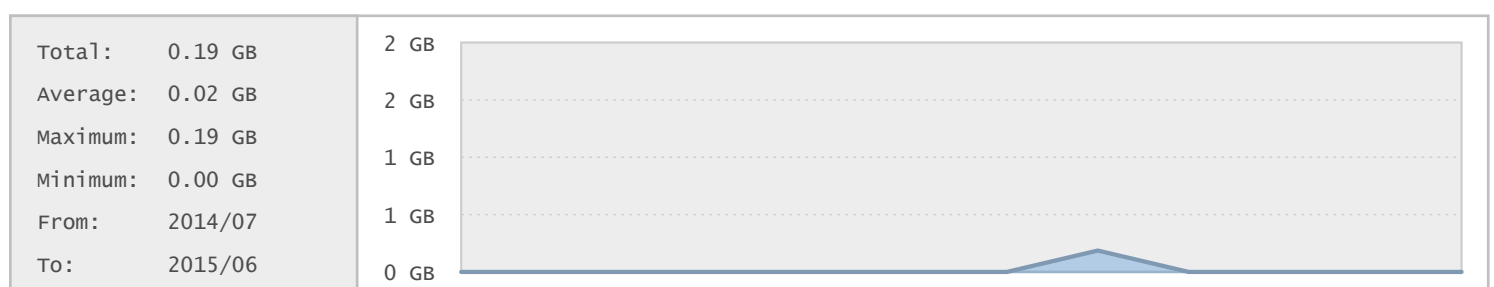 Total: 0.19 GB
Average: 0.02 GB
Maximum: 0.19 GB
Minimum: 0.00 GB
From: 2014/07
To: 2015/06
2 GB
2 GB
1 GB
1 GB
0 GB